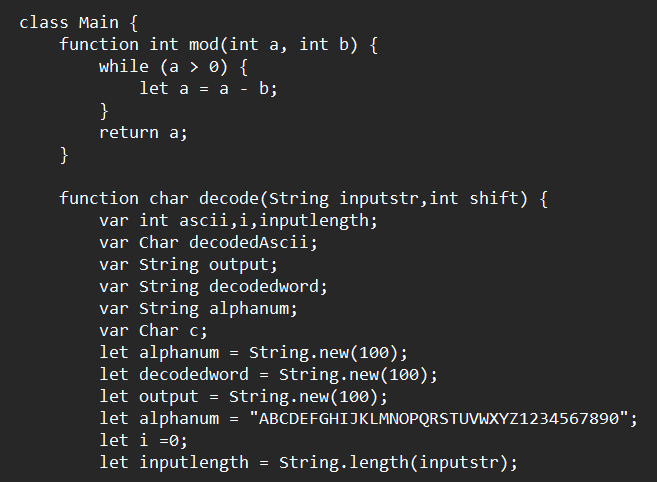 class Main {
    function int mod(int a, int b) {
        while (a > 0) {
            let a = a - b;
        }
        return a;
    }

    function char decode(String inputstr,int shift) {
        var int ascii,i,inputlength;
        var Char decodedAscii;
        var String output;
        var String decodedword;
        var String alphanum;
        var Char c;
        let alphanum = String.new(100);
        let decodedword = String.new(100);
        let output = String.new(100);
        let alphanum = "ABCDEFGHIJKLMNOPQRSTUVWXYZ1234567890";
        let i =0;
        let inputlength = String.length(inputstr);